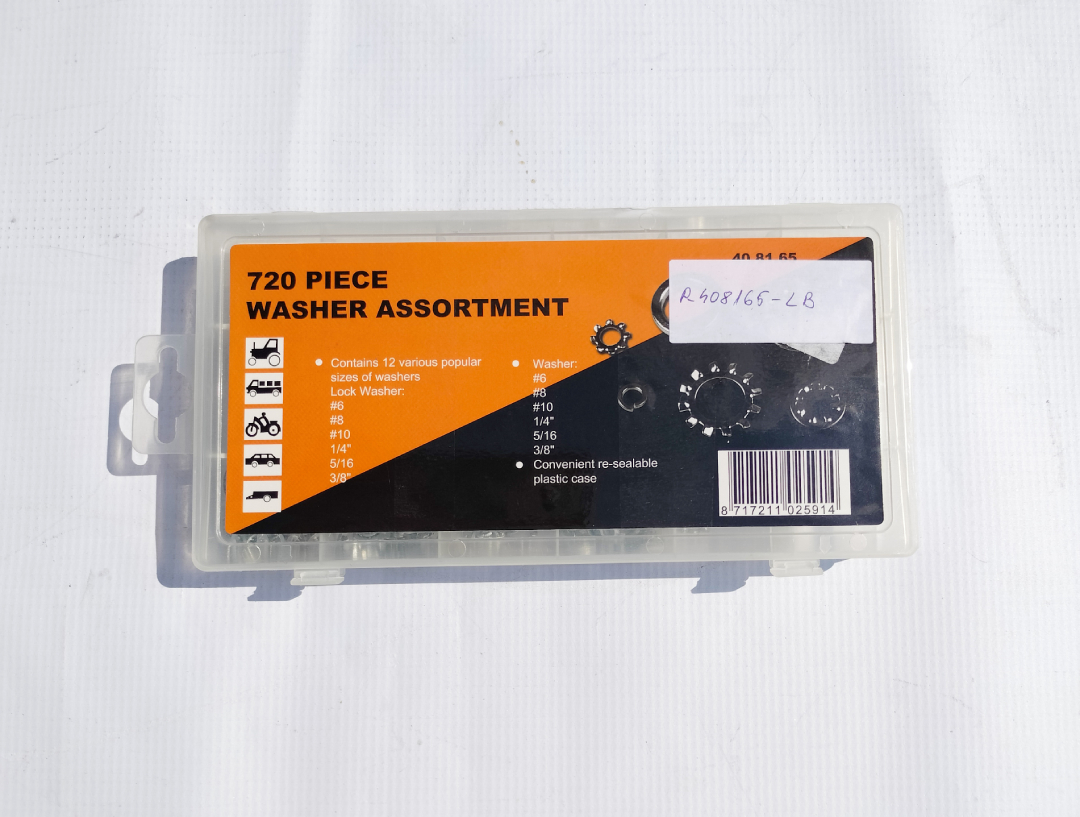 720 PIECE
WASHER ASSORTMENT
40 81 65
R408165-LB
• Contains 12 various popular
sizes of washers
Lock Washer:
#6
#8
#10
1/4"
5/16
3/8"
• Washer:
#6
#8
#10
1/4"
5/16
3/8"
• Convenient re-sealable
plastic case
8 717211 025914